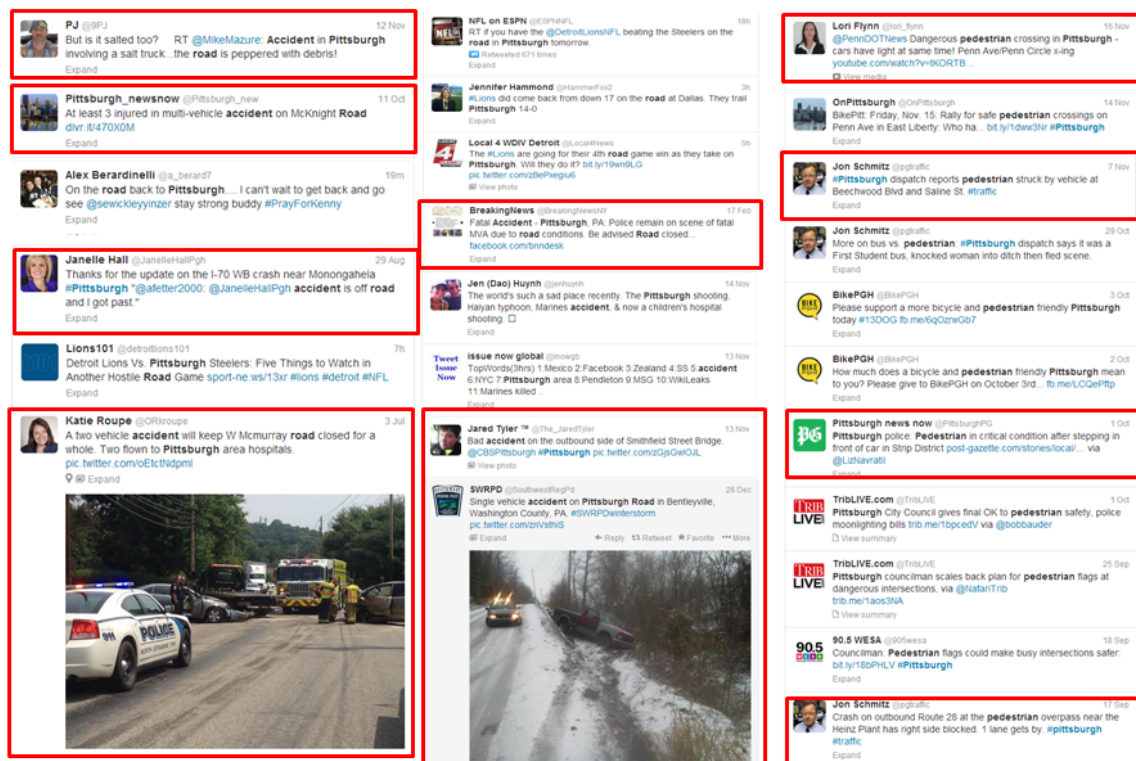 PJ @9PJ 12 Nov
But is it salted too? RT @MikeMazure: Accident in Pittsburgh
involving a salt truck...the road is peppered with debris!
Expand
Pittsburgh_newsnow @Pittsburgh_new 11 Oct
At least 3 injured in multi-vehicle accident on McKnight Road
dlvr.it/470X0M
Expand
Alex Berardinelli @a_berard7 19m
On the road back to Pittsburgh.... I can't wait to get back and go
see @sewickleyyinzer stay strong buddy #PrayForKenny
Janelle Hall @JanelleHallPgh 29 Aug
Thanks for the update on the I-70 WB crash near Monongahela
#Pittsburgh "@afetter2000: @JanelleHallPgh accident is off road
and I got past."
Expand
Lions101 @detroitlions101 7h
Detroit Lions Vs. Pittsburgh Steelers: Five Things to Watch in
Another Hostile Road Game sport-ne.ws/13xr #lions #detroit #NFL
Expand
Katie Roupe @ORkroupe 3 Jul
A two vehicle accident will keep W Mcmurray road closed for a
whole. Two flown to Pittsburgh area hospitals.
pic.twitter.com/oEtctNdpml
Expand
POLICE
NFL on ESPN @ESPNNFL 18h
RT if you have the @DetroitLionsNFL beating the Steelers on the
road in Pittsburgh tomorrow.
Retweeted 671 times
Expand
Jennifer Hammond @HammerFox2 3h
#Lions did come back from down 17 on the road at Dallas. They trail
Pittsburgh 14-0
Expand
Local 4 WDIV Detroit @Local4News 5h
The #Lions are going for their 4th road game win as they take on
Pittsburgh. Will they do it? bit.ly/19wn9LG
pic.twitter.com/zBePxegiu6
View photo
BreakingNews @BreakingNewsNY 17 Feb
Fatal Accident - Pittsburgh, PA: Police remain on scene of fatal
MVA due to road conditions. Be advised Road closed...
facebook.com/bnndesk
Expand
Jen (Dao) Huynh @jenhuynh 14 Nov
The world's such a sad place recently. The Pittsburgh shooting,
Haiyan typhoon, Marines accident, & now a children's hospital
shooting. □
Expand
Tweet
Issue
Now
issue now global @inowgb 13 Nov
TopWords(3hrs) 1:Mexico 2:Facebook 3:Zealand 4:SS 5:accident
6:NYC 7:Pittsburgh area 8:Pendleton 9:MSG 10:WikiLeaks
11:Marines killed ..
Expand
Jared Tyler ™ @The_JaredTyler 13 Nov
Bad accident on the outbound side of Smithfield Street Bridge.
@CBSPittsburgh #Pittsburgh pic.twitter.com/zGjsGwlOJL
View photo
SWRPD @SouthwestRegPd 26 Dec
Single vehicle accident on Pittsburgh Road in Bentleyville,
Washington County, PA. #SWRPDwinterstorm
pic.twitter.com/znVsthiS
Expand Reply Retweet Favorite More
Lori Flynn @lori_flynn 15 Nov
@PennDOTNews Dangerous pedestrian crossing in Pittsburgh -
cars have light at same time! Penn Ave/Penn Circle x-ing
youtube.com/watch?v=tKORTB...
View media
OnPittsburgh @OnPittsburgh 14 Nov
BikePit: Friday, Nov. 15: Rally for safe pedestrian crossings on
Penn Ave in East Liberty: Who ha... bit.ly/1dww3Nr #Pittsburgh
Expand
Jon Schmitz @pgtraffic 7 Nov
#Pittsburgh dispatch reports pedestrian struck by vehicle at
Beechwood Blvd and Saline St. #traffic
Expand
Jon Schmitz @pgtraffic 29 Oct
More on bus vs. pedestrian: #Pittsburgh dispatch says it was a
First Student bus, knocked woman into ditch then fled scene.
Expand
BIKE
BikePGH @BikePGH 3 Oct
Please support a more bicycle and pedestrian friendly Pittsburgh
today #13DOG fb.me/6qOzrwGb7
Expand
BIKE
BikePGH @BikePGH 2 Oct
How much does a bicycle and pedestrian friendly Pittsburgh mean
to you? Please give to BikePGH on October 3rd... fb.me/LCQePftp
Expand
PG
Pittsburgh news now @PittsburghPG 1 Oct
Pittsburgh police: Pedestrian in critical condition after stepping in
front of car in Strip District post-gazette.com/stories/local/... via
@LizNavratil
Expand
TRIB
LIVE
TribLIVE.com @TribLIVE 1 Oct
Pittsburgh City Council gives final OK to pedestrian safety, police
moonlighting bills trib.me/1bpcedV via @bobbauder
View summary
TRIB
LIVE
TribLIVE.com @TribLIVE 25 Sep
Pittsburgh councilman scales back plan for pedestrian flags at
dangerous intersections, via @NafariTrib
trib.me/1aos3NA
View summary
90.5
WESA
90.5 WESA @905wesa 18 Sep
Councilman: Pedestrian flags could make busy intersections safer:
bit.ly/18bPHLV #Pittsburgh
Expand
Jon Schmitz @pgtraffic 17 Sep
Crash on outbound Route 28 at the pedestrian overpass near the
Heinz Plant has right side blocked. 1 lane gets by. #pittsburgh
#traffic
Expand